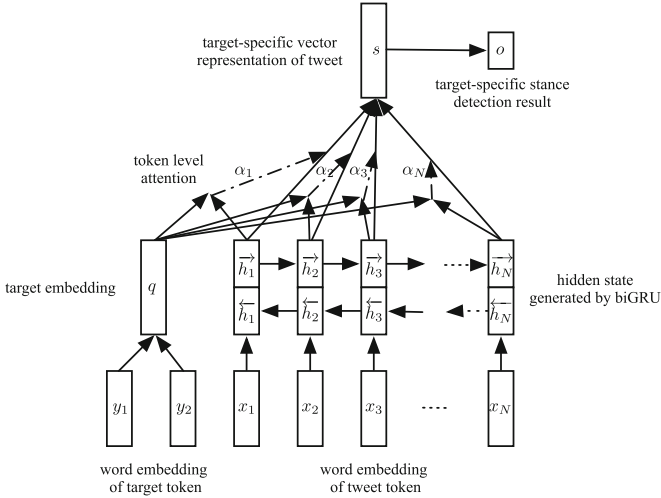 target-specific vector
representation of tweet
s
o
target-specific stance
detection result
token level
attention
α1
α2
α3
αN
target embedding
q
→h1
→h2
→h3
→hN
hidden state
generated by biGRU
←h1
←h2
←h3
←hN
y1
y2
x1
x2
x3
....
xN
word embedding
of target token
word embedding
of tweet token